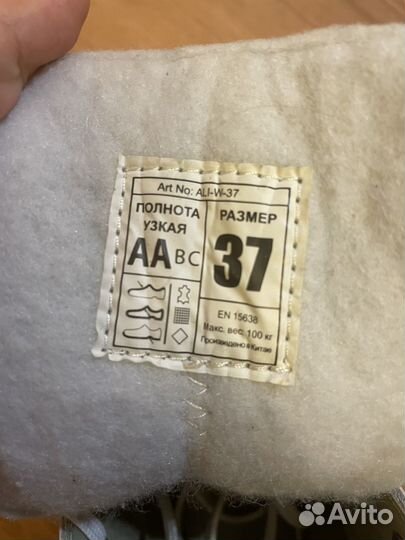 Art No: ALI-W-37
ПОЛНОТА
УЗКАЯ
AA B C
РАЗМЕР
37
EN 15638
Макс. вес: 100 кг
Произведено в Китае
Avito